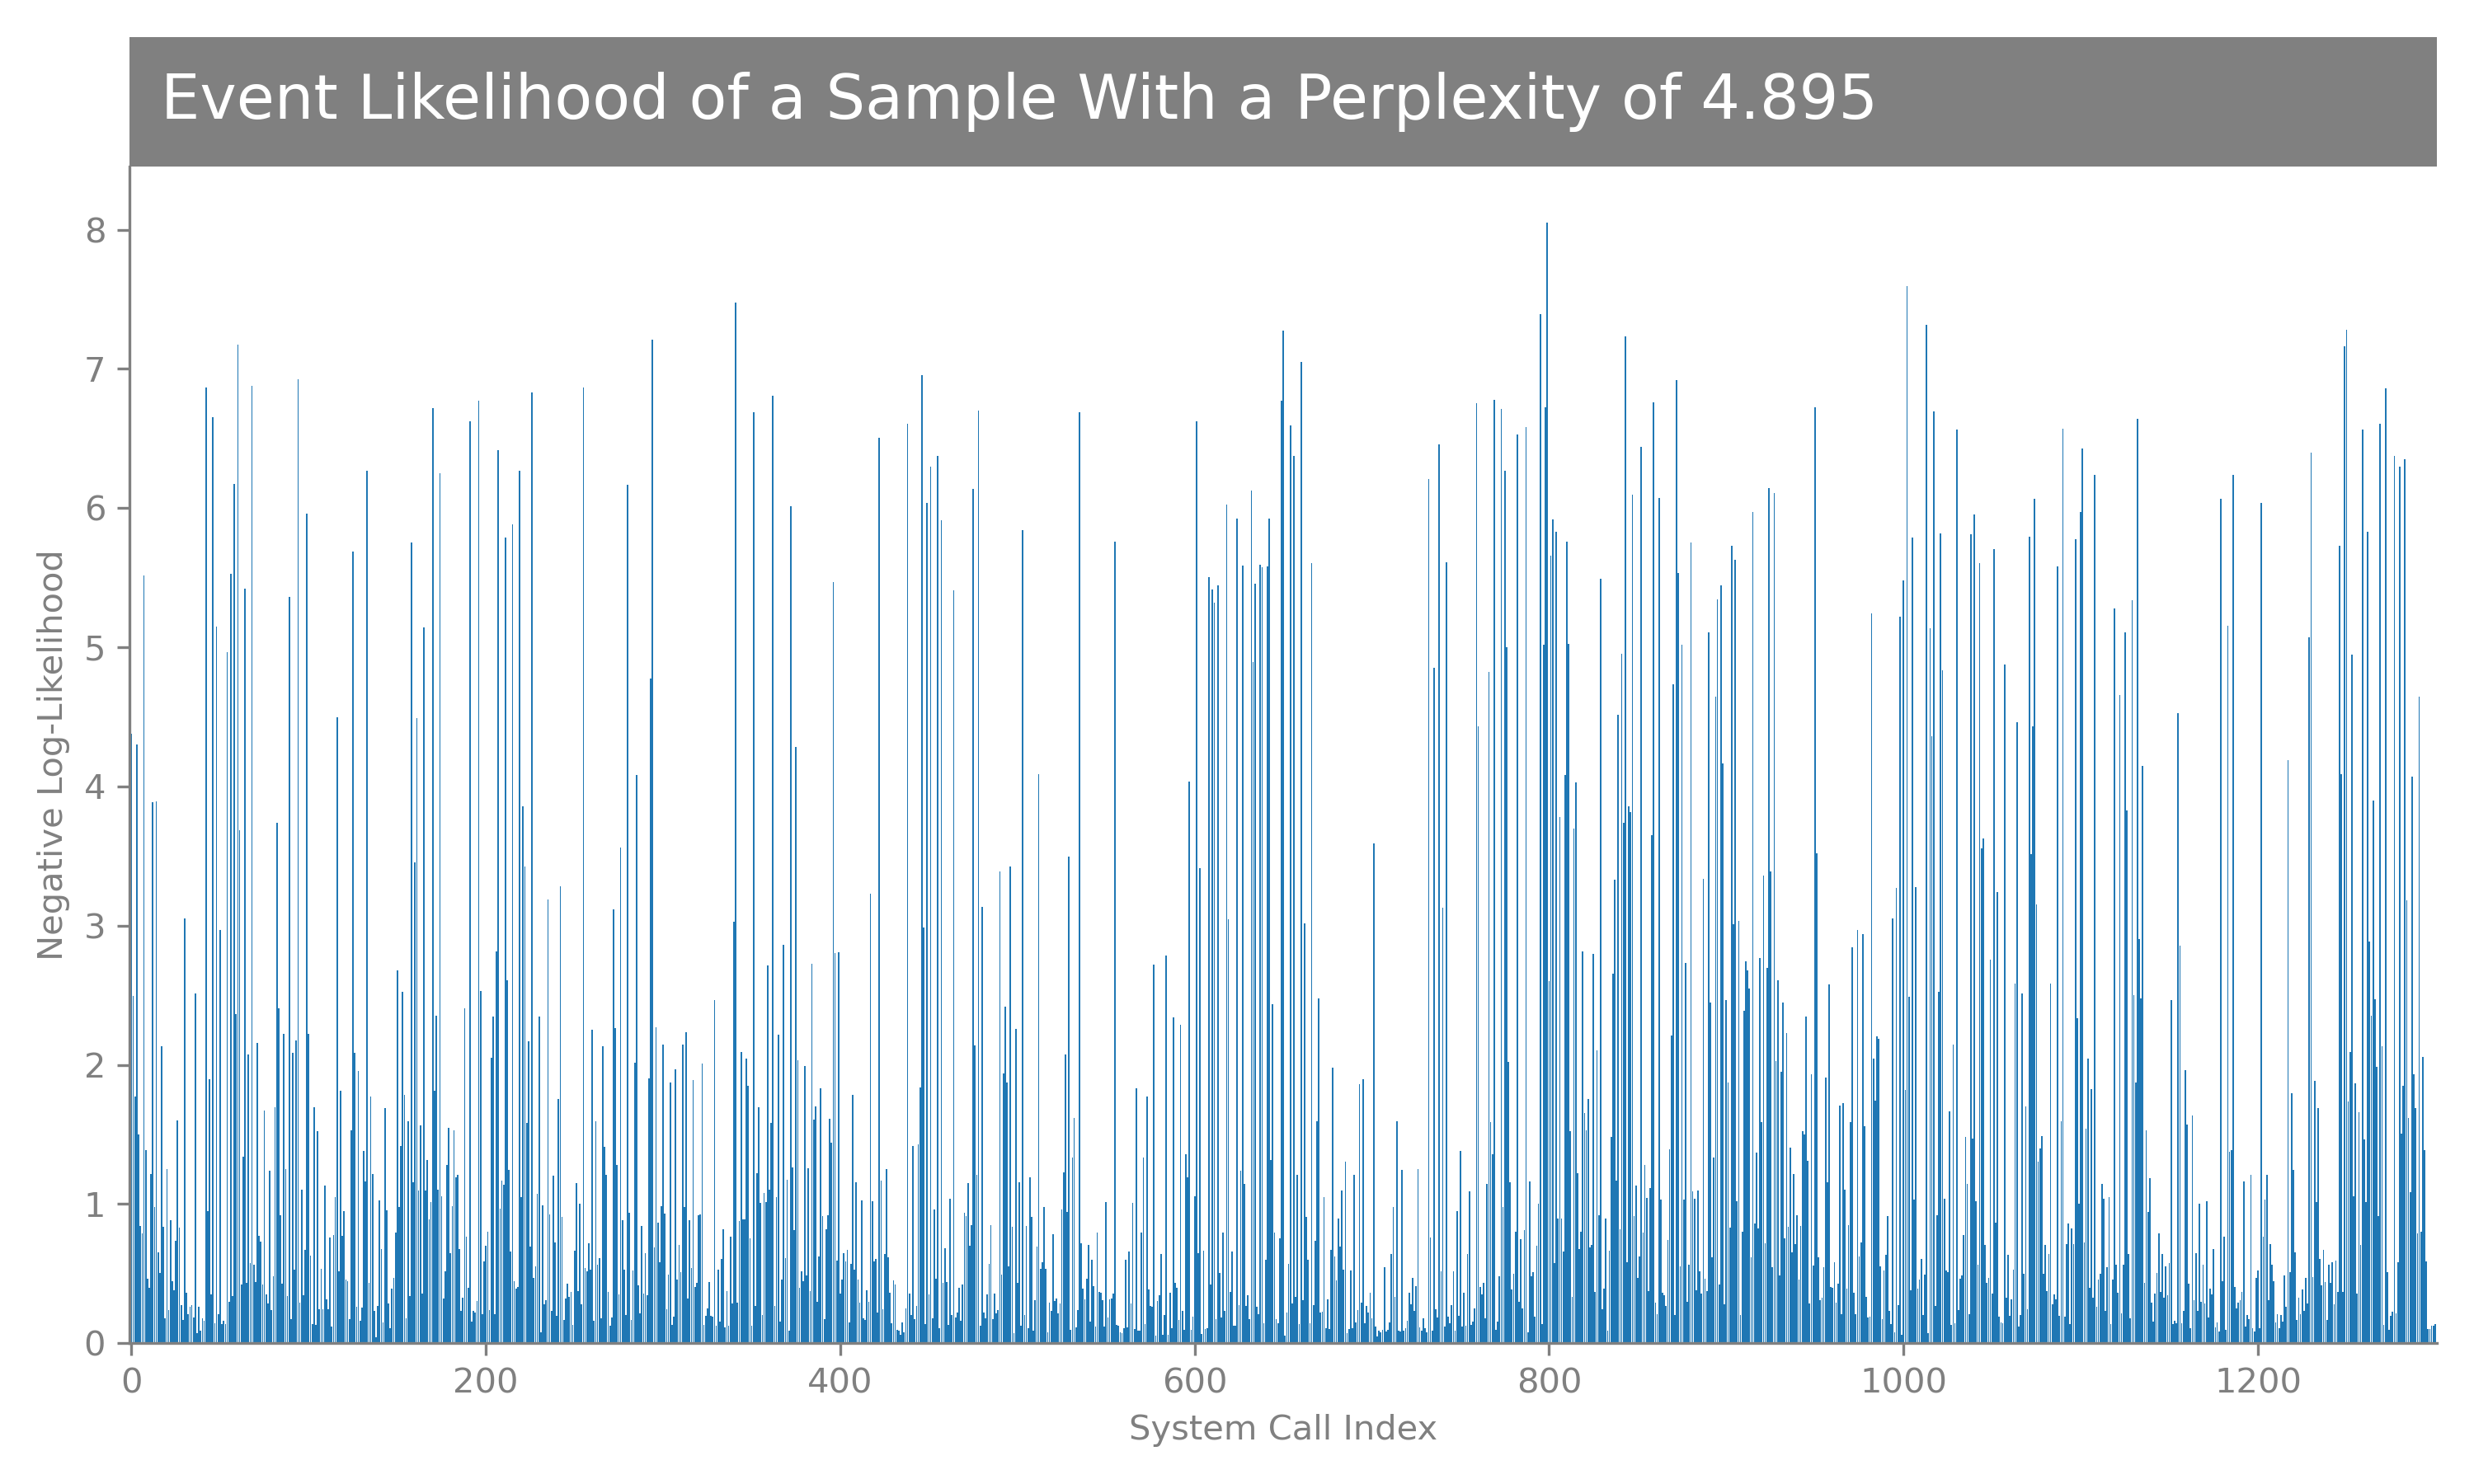 Event Likelihood of a Sample With a Perplexity of 4.895
8
7
6
5
4
3
2
1
0
Negative Log-Likelihood
0 200 400 600 800 1000 1200
System Call Index